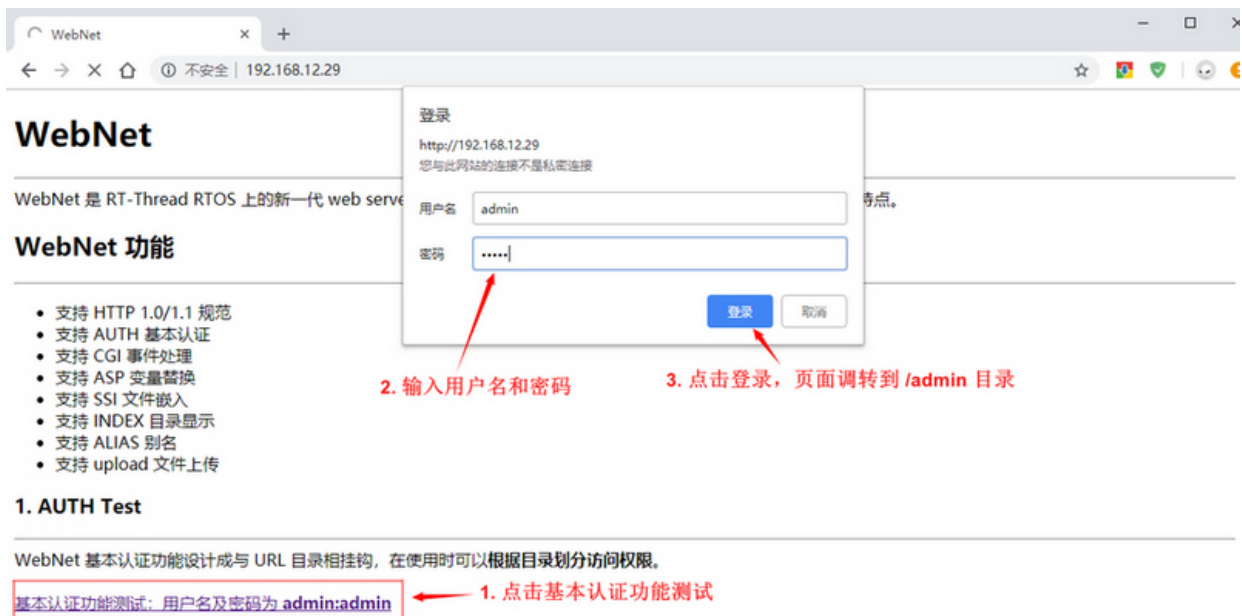 WebNet
不安全 | 192.168.12.29
登录
http://192.168.12.29
您与此网站的连接不是私密连接
用户名 admin
密码 •••••
登录 取消
WebNet
WebNet 是 RT-Thread RTOS 上的新一代 web serve
特点。
WebNet 功能
支持 HTTP 1.0/1.1 规范
支持 AUTH 基本认证
支持 CGI 事件处理
支持 ASP 变量替换
支持 SSI 文件嵌入
支持 INDEX 目录显示
支持 ALIAS 别名
支持 upload 文件上传
2. 输入用户名和密码
3. 点击登录，页面调转到 /admin 目录
1. AUTH Test
WebNet 基本认证功能设计成与 URL 目录相挂钩，在使用时可以根据目录划分访问权限。
基本认证功能测试：用户名及密码为 admin:admin
1. 点击基本认证功能测试